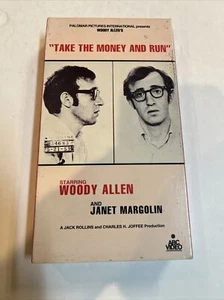 PALOMAR PICTURES INTERNATIONAL presents
WOODY ALLEN'S
"TAKE THE MONEY AND RUN"
STARRING
WOODY ALLEN
AND
JANET MARGOLIN
A JACK ROLLINS and CHARLES H. JOFFEE Production
ABC
VIDEO